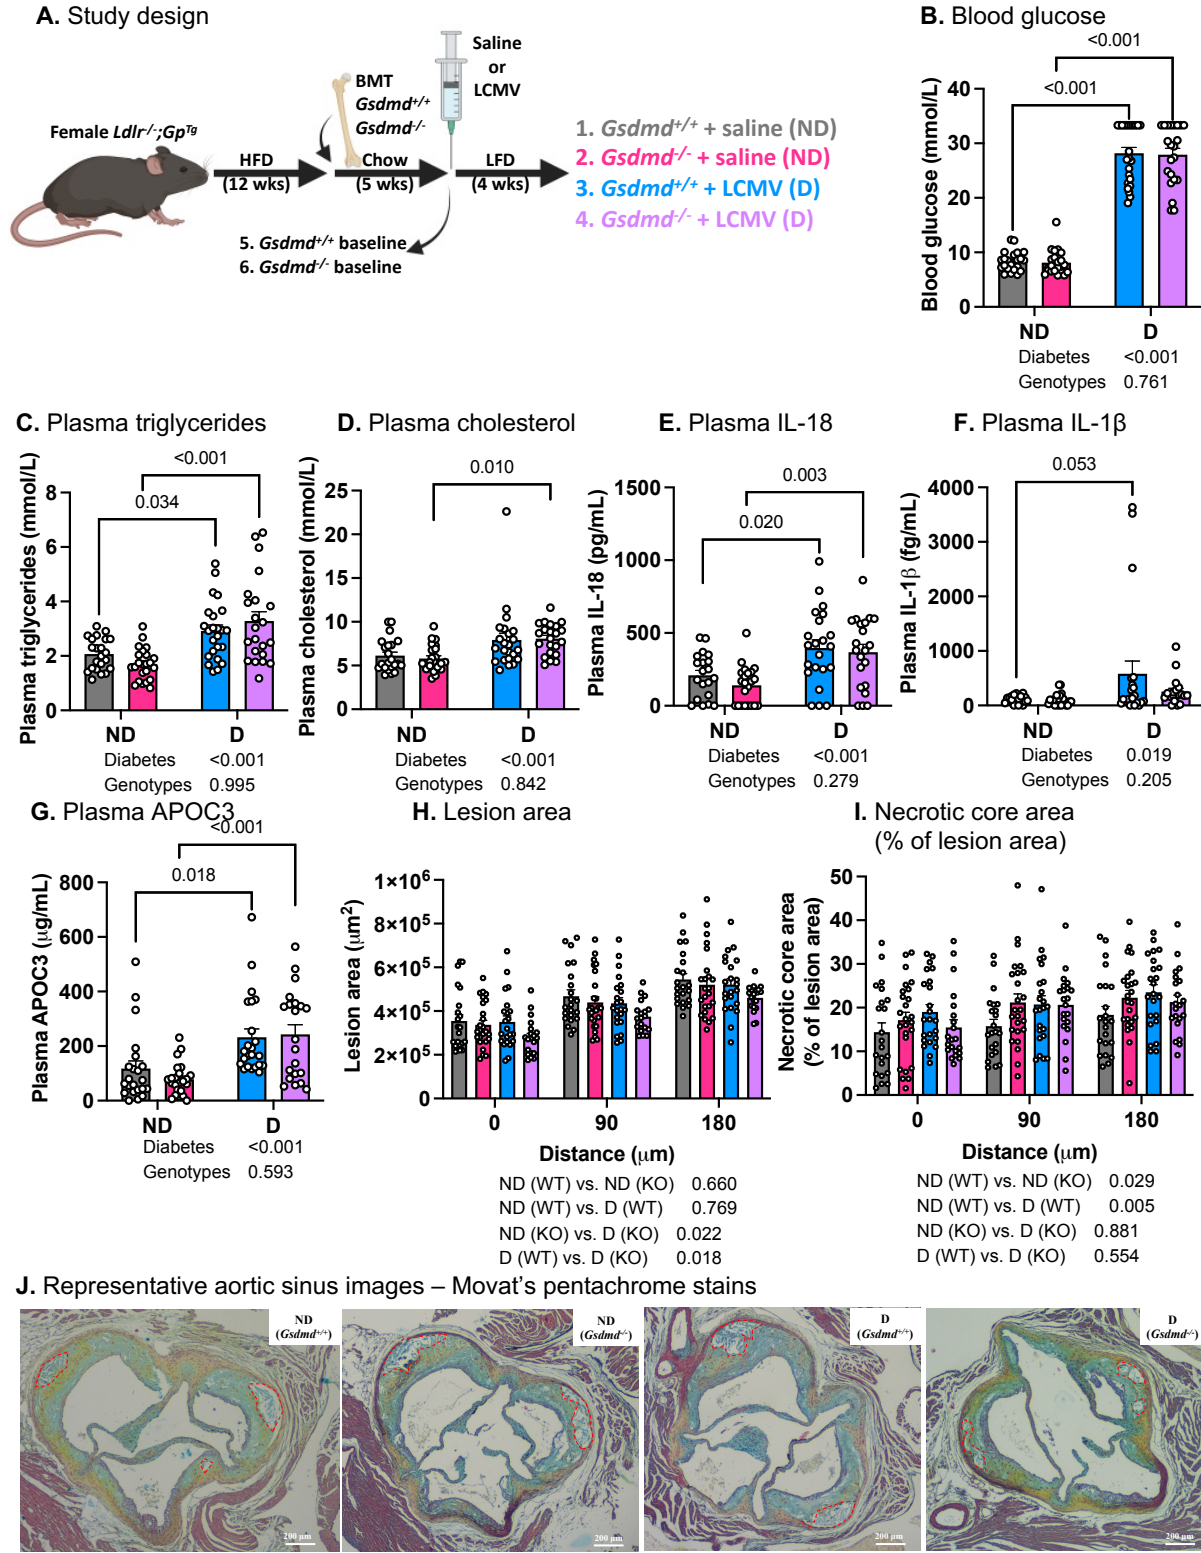 A. Study design
Female Ldlr-/-;GpTg
HFD
(12 wks)
BMT
Gsdmd+/+
Gsdmd-/-
Chow
(5 wks)
Saline
or
LCMV
LFD
(4 wks)
1. Gsdmd+/+ + saline (ND)
2. Gsdmd-/- + saline (ND)
3. Gsdmd+/+ + LCMV (D)
4. Gsdmd-/- + LCMV (D)
5. Gsdmd+/+ baseline
6. Gsdmd-/- baseline
B. Blood glucose
<0.001
<0.001
Blood glucose (mmol/L)
40
30
20
10
0
ND D
Diabetes <0.001
Genotypes 0.761
C. Plasma triglycerides
<0.001
0.034
Plasma triglycerides (mmol/L)
8
6
4
2
0
ND D
Diabetes <0.001
Genotypes 0.995
D. Plasma cholesterol
0.010
Plasma cholesterol (mmol/L)
25
20
15
10
5
0
ND D
Diabetes <0.001
Genotypes 0.842
E. Plasma IL-18
0.003
0.020
Plasma IL-18 (pg/mL)
1500
1000
500
0
ND D
Diabetes <0.001
Genotypes 0.279
F. Plasma IL-1β
0.053
Plasma IL-1β (fg/mL)
4000
3000
2000
1000
0
ND D
Diabetes 0.019
Genotypes 0.205
G. Plasma APOC3
<0.001
0.018
Plasma APOC3 (μg/mL)
800
600
400
200
0
ND D
Diabetes <0.001
Genotypes 0.593
H. Lesion area
Lesion area (μm2)
1×10^6
8×10^5
6×10^5
4×10^5
2×10^5
0
0 90 180
Distance (μm)
ND (WT) vs. ND (KO) 0.660
ND (WT) vs. D (WT) 0.769
ND (KO) vs. D (KO) 0.022
D (WT) vs. D (KO) 0.018
I. Necrotic core area
(% of lesion area)
Necrotic core area
(% of lesion area)
50
40
30
20
10
0
0 90 180
Distance (μm)
ND (WT) vs. ND (KO) 0.029
ND (WT) vs. D (WT) 0.005
ND (KO) vs. D (KO) 0.881
D (WT) vs. D (KO) 0.554
J. Representative aortic sinus images – Movat's pentachrome stains
ND
(Gsdmd+/+)
200 μm
ND
(Gsdmd-/-)
200 μm
D
(Gsdmd+/+)
200 μm
D
(Gsdmd-/-)
200 μm